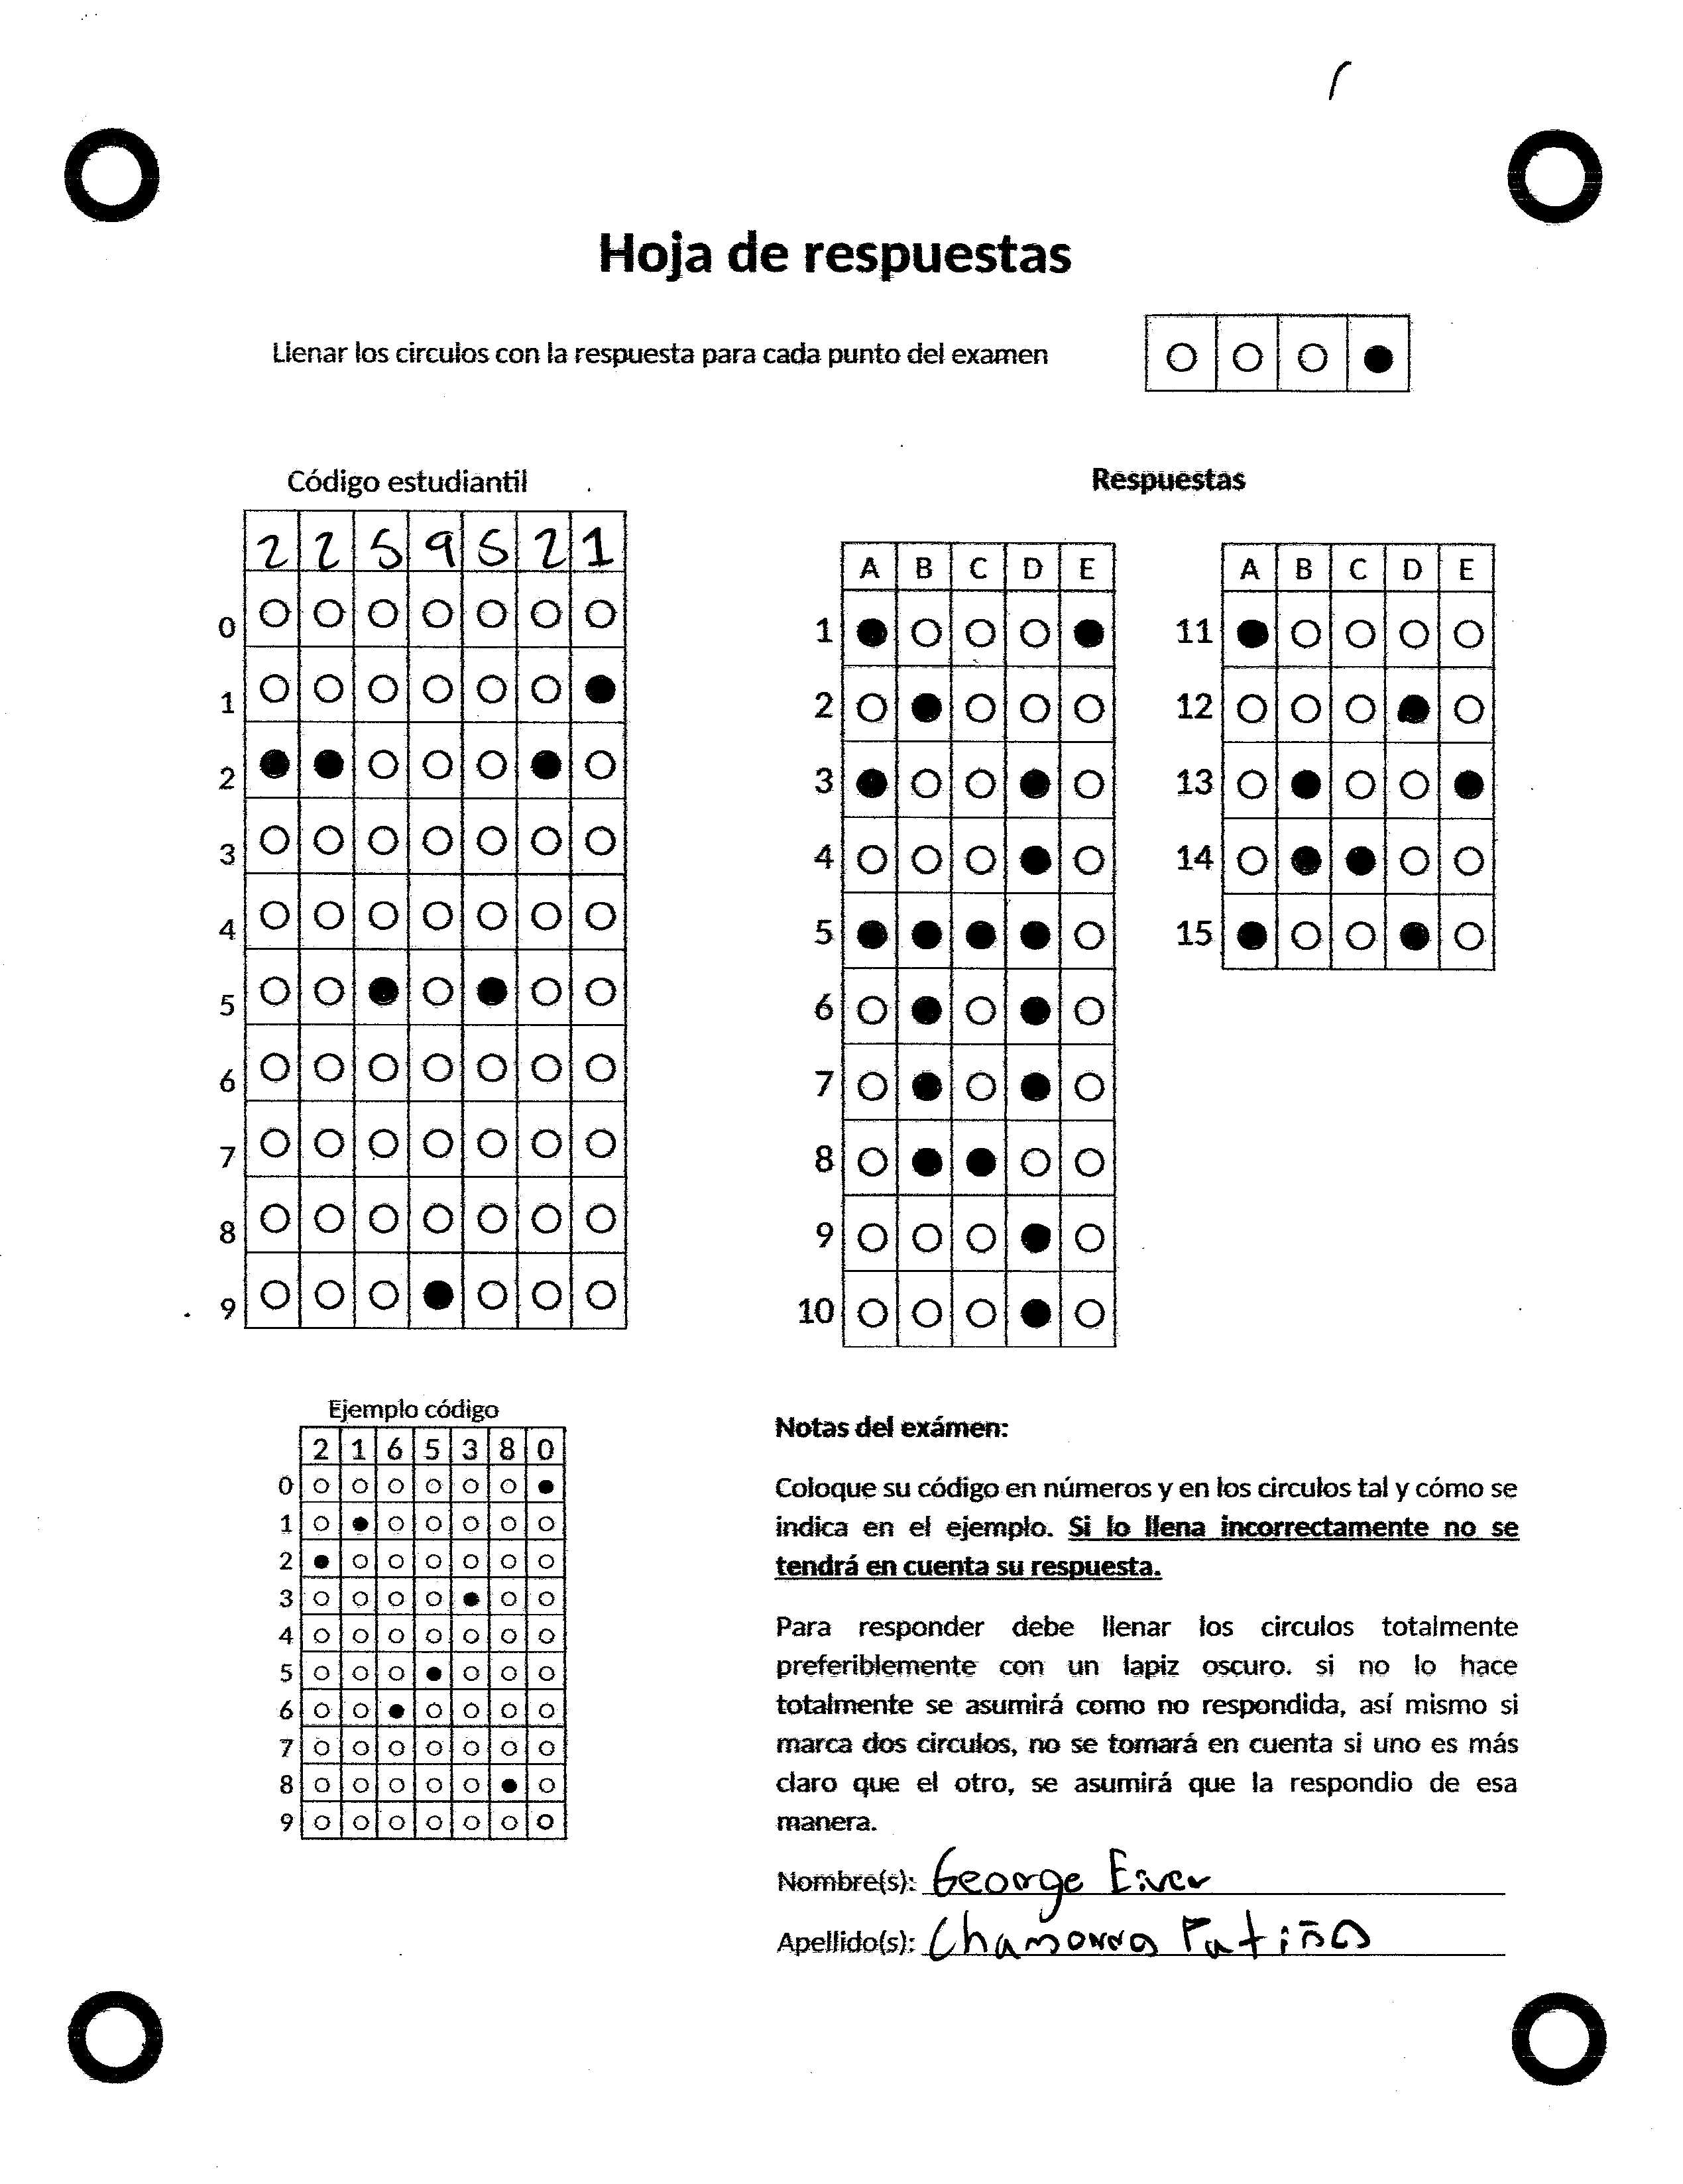 Hoja de respuestas
Llenar los circulos con la respuesta para cada punto del examen
Código estudiantil
2 2 5 9 5 2 1
0
1
2
3
4
5
6
7
8
9
Respuestas
A B C D E
1
2
3
4
5
6
7
8
9
10
A B C D E
11
12
13
14
15
Ejemplo código
2 1 6 5 3 8 0
0
1
2
3
4
5
6
7
8
9
Notas del exámen:
Coloque su código en números y en los circulos tal y cómo se
indica en el ejemplo. Si lo llena incorrectamente no se
tendrá en cuenta su respuesta.
Para responder debe llenar los circulos totalmente
preferiblemente con un lapiz oscuro. si no lo hace
totalmente se asumirá como no respondida, así mismo si
marca dos circulos, no se tomará en cuenta si uno es más
claro que el otro, se asumirá que la respondio de esa
manera.
Nombre(s): George Eiver
Apellido(s): Chamorro Patiño